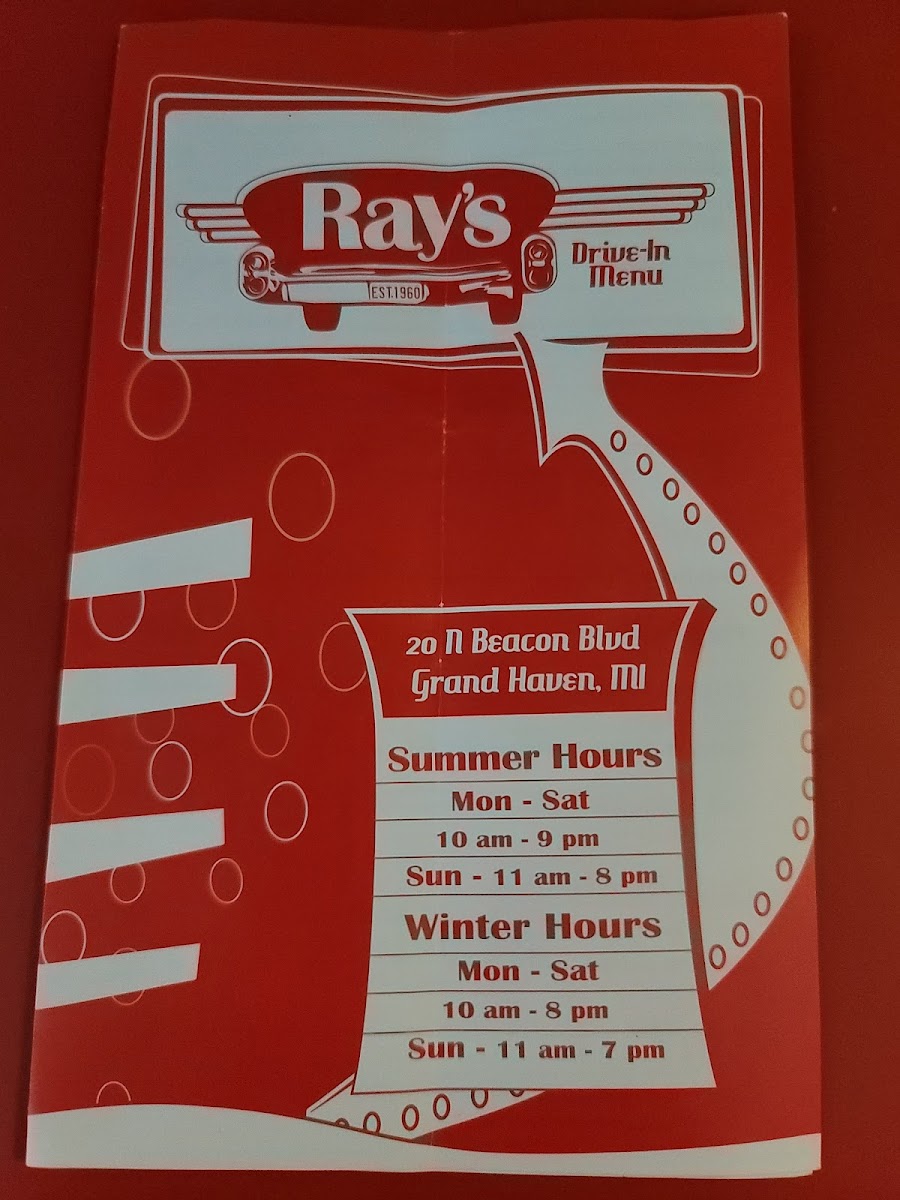 Ray's
EST.1960
Drive-In
Menu
20 N Beacon Blvd
Grand Haven, MI
Summer Hours
Mon - Sat
10 am - 9 pm
Sun - 11 am - 8 pm
Winter Hours
Mon - Sat
10 am - 8 pm
Sun - 11 am - 7 pm